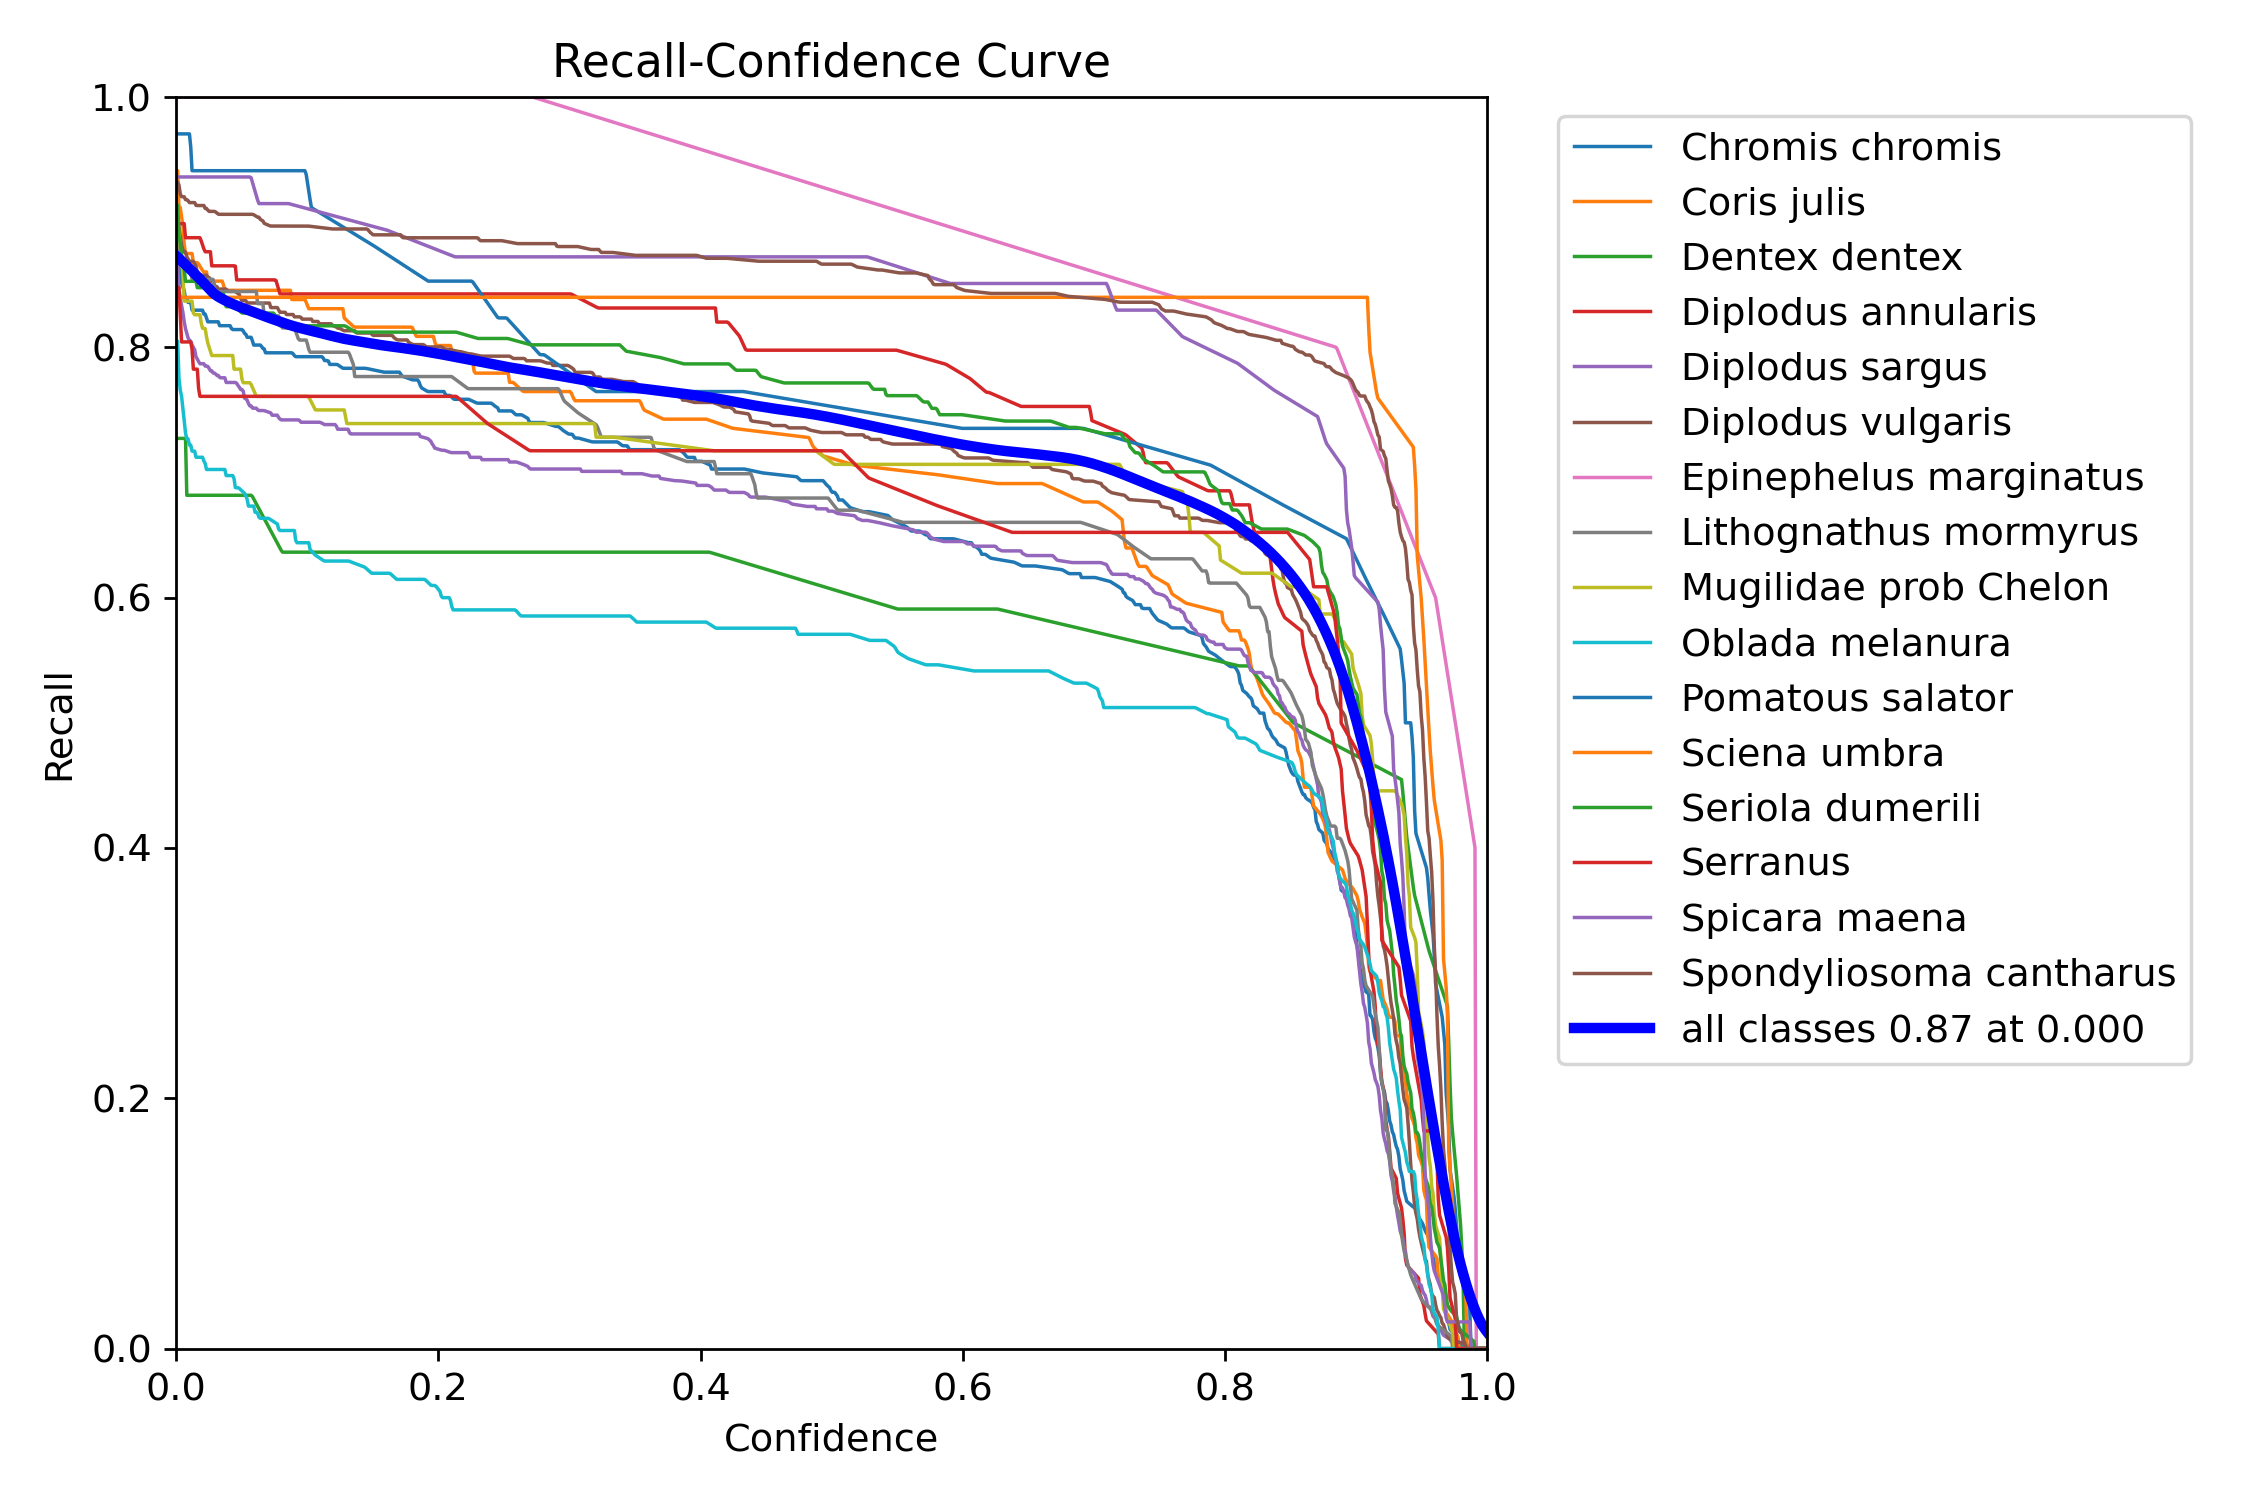 Recall-Confidence Curve
1.0
0.8
0.6
0.4
0.2
0.0
Recall
0.0 0.2 0.4 0.6 0.8 1.0
Confidence
Chromis chromis
Coris julis
Dentex dentex
Diplodus annularis
Diplodus sargus
Diplodus vulgaris
Epinephelus marginatus
Lithognathus mormyrus
Mugilidae prob Chelon
Oblada melanura
Pomatous salator
Sciena umbra
Seriola dumerili
Serranus
Spicara maena
Spondyliosoma cantharus
all classes 0.87 at 0.000